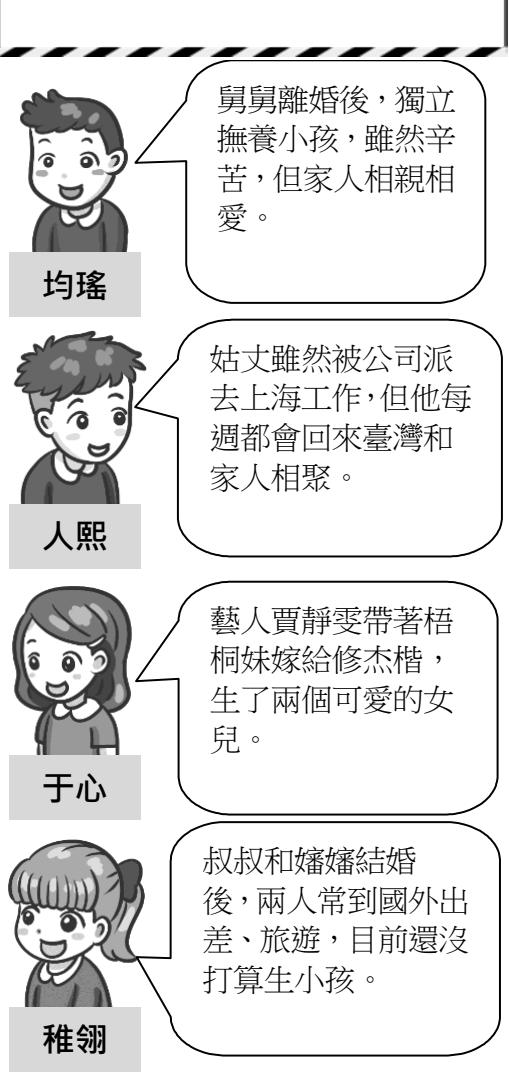 舅舅離婚後，獨立
撫養小孩，雖然辛
苦，但家人相親相
愛。
均瑤
姑丈雖然被公司派
去上海工作，但他每
週都會回來臺灣和
家人相聚。
人熙
藝人賈靜雯帶著梧
桐妹嫁給修杰楷，
生了兩個可愛的女
兒。
于心
叔叔和嬸嬸結婚
後，兩人常到國外出
差、旅遊，目前還沒
打算生小孩。
稚翎